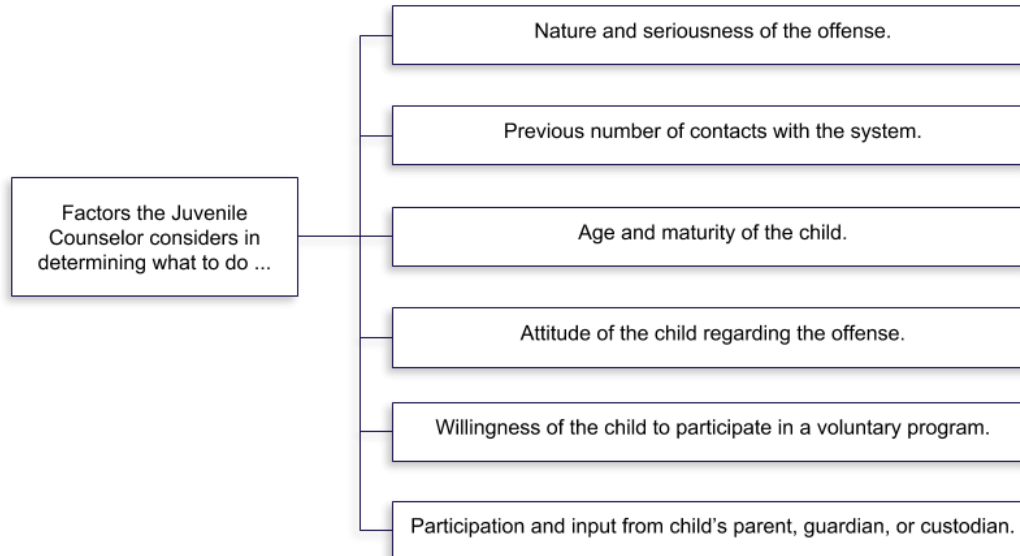 Factors the Juvenile
Counselor considers in
determining what to do ...
Nature and seriousness of the offense.
Previous number of contacts with the system.
Age and maturity of the child.
Attitude of the child regarding the offense.
Willingness of the child to participate in a voluntary program.
Participation and input from child’s parent, guardian, or custodian.